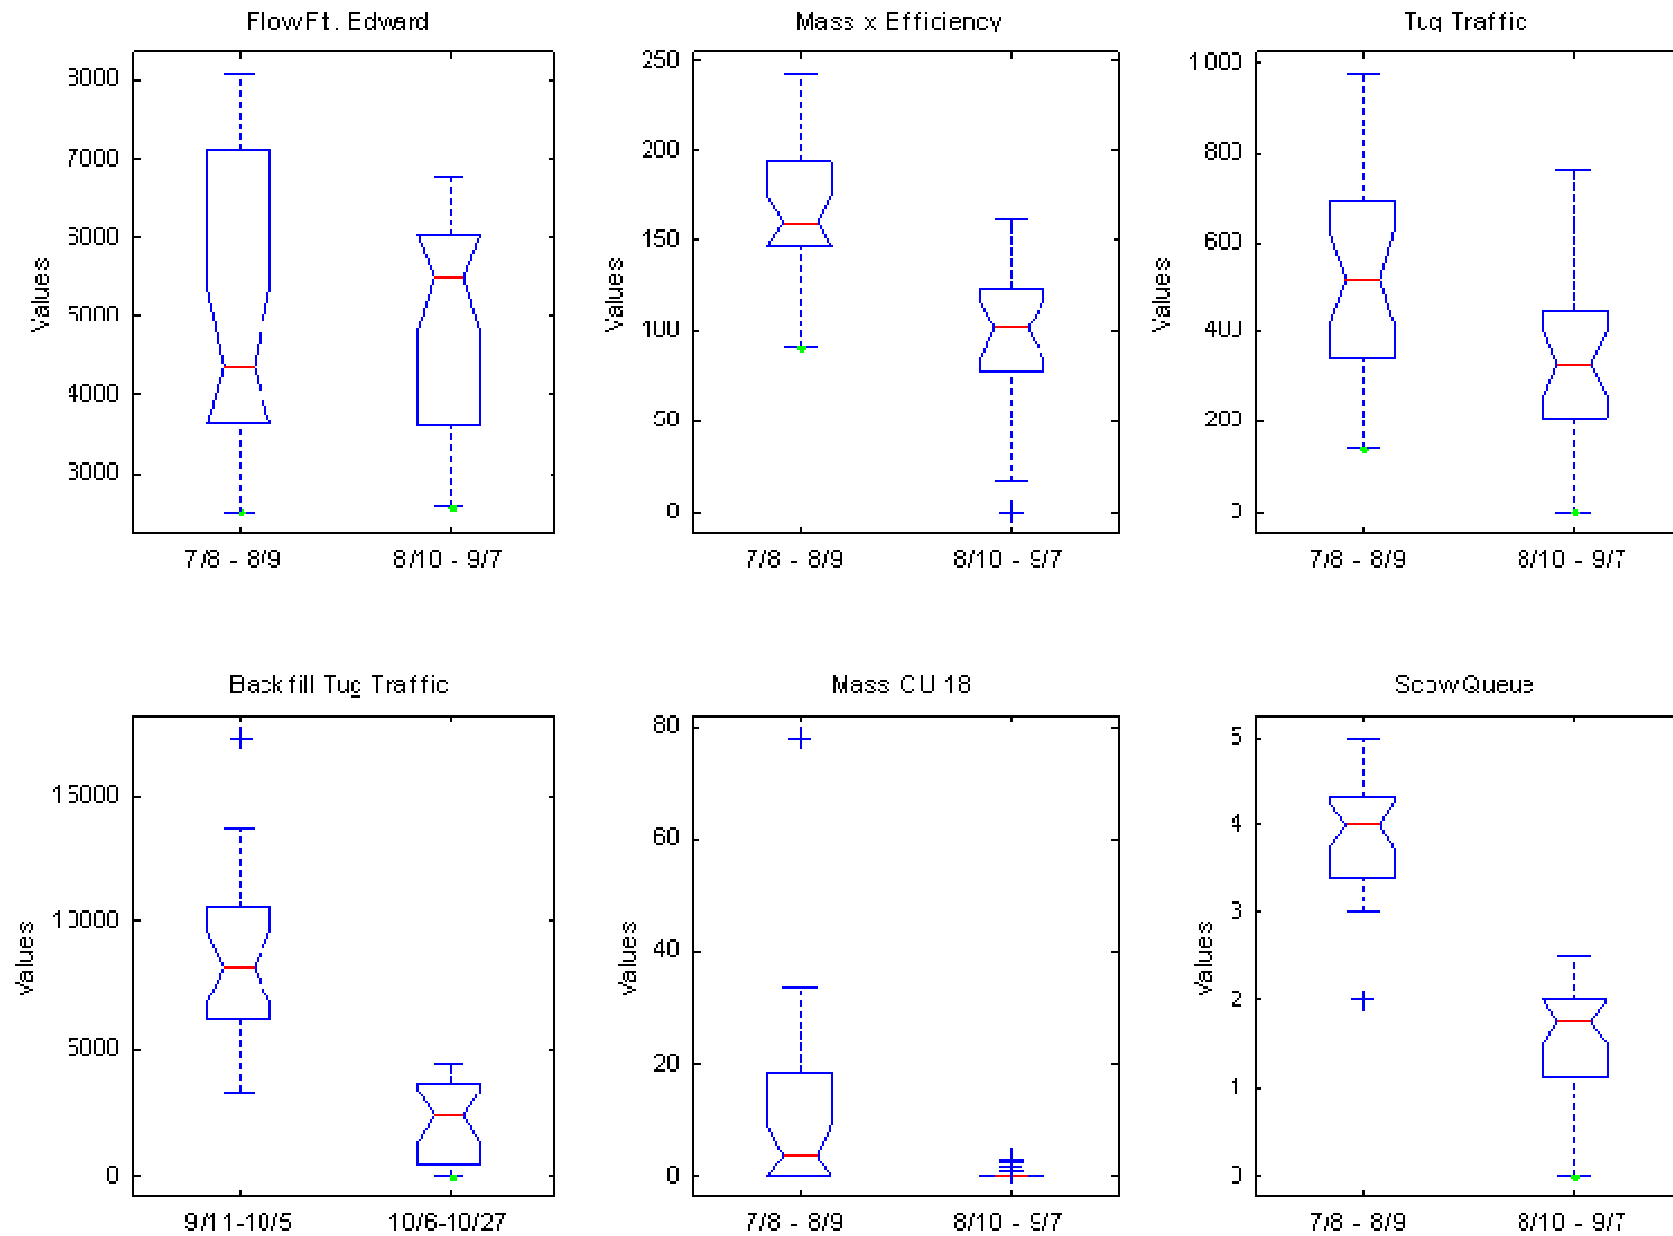 Flow Ft. Edward
Mass x Efficiency
Tug Traffic
8000
7000
6000
5000
4000
3000
Values
7/8 - 8/9
8/10 - 9/7
250
200
150
100
50
0
Values
7/8 - 8/9
8/10 - 9/7
1000
800
600
400
200
0
Values
7/8 - 8/9
8/10 - 9/7
Backfill Tug Traffic
Mass CU 18
Scow Queue
15000
10000
5000
0
Values
9/11-10/5
10/6-10/27
80
60
40
20
0
Values
7/8 - 8/9
8/10 - 9/7
5
4
3
2
1
0
Values
7/8 - 8/9
8/10 - 9/7